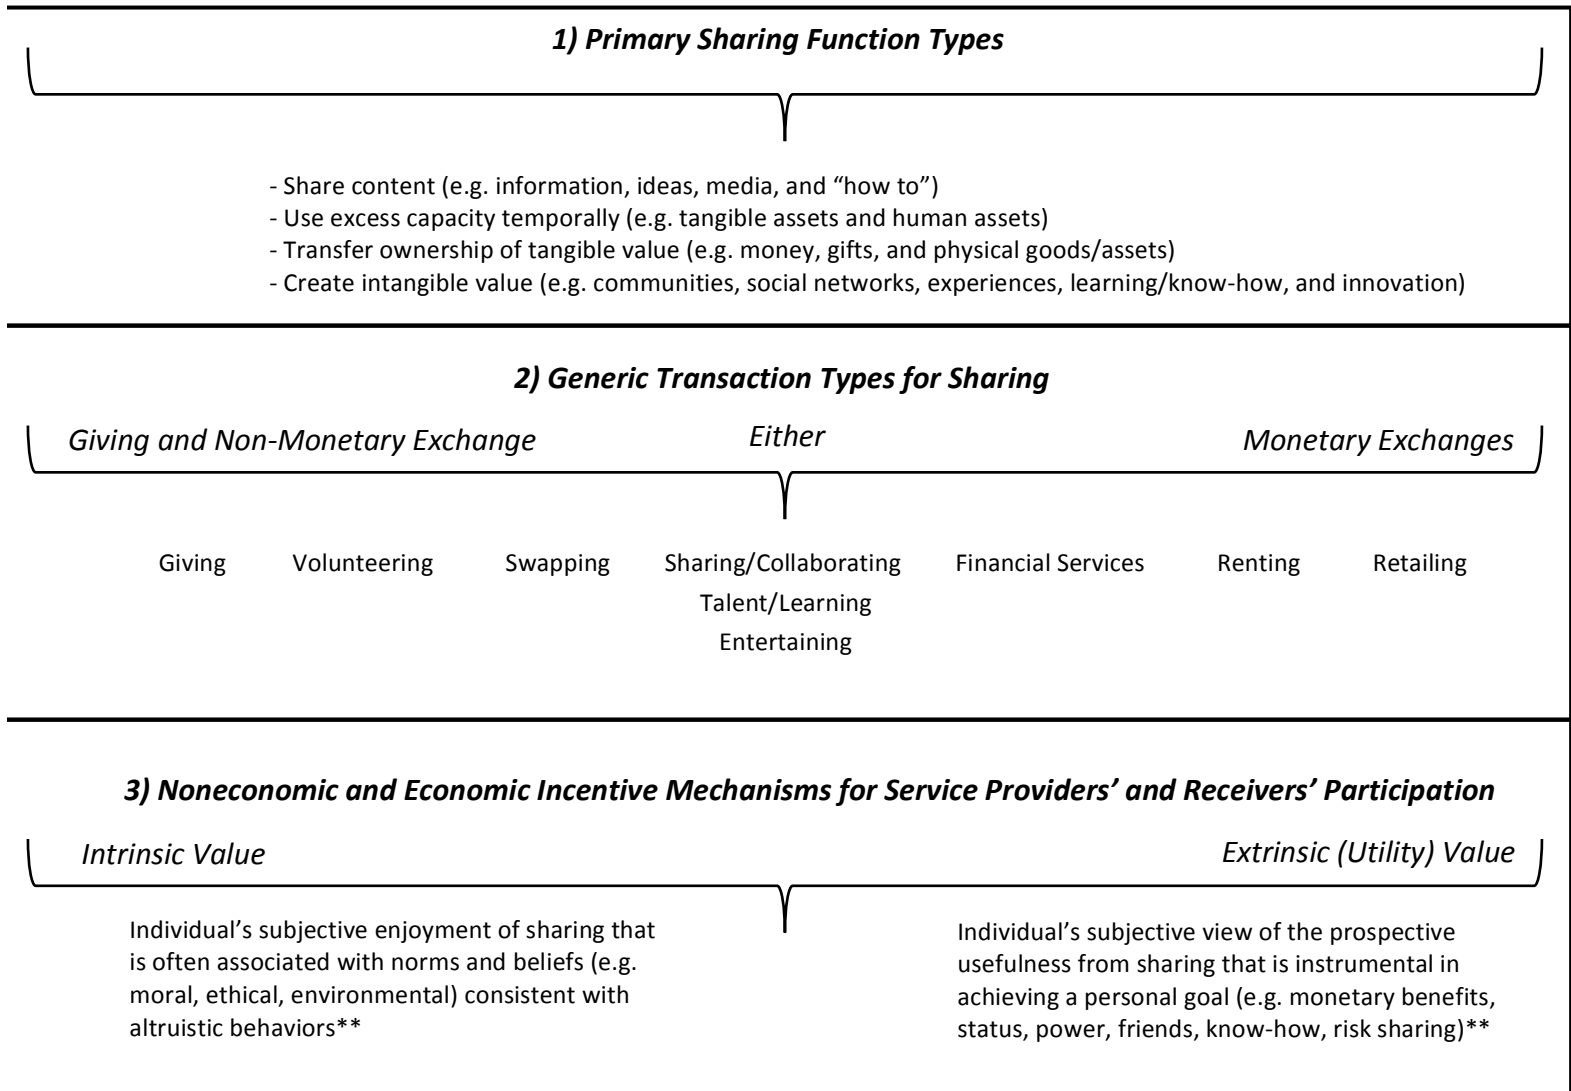 1) Primary Sharing Function Types
- Share content (e.g. information, ideas, media, and “how to”)
- Use excess capacity temporally (e.g. tangible assets and human assets)
- Transfer ownership of tangible value (e.g. money, gifts, and physical goods/assets)
- Create intangible value (e.g. communities, social networks, experiences, learning/know-how, and innovation)
2) Generic Transaction Types for Sharing
Giving and Non-Monetary Exchange Either Monetary Exchanges
Giving Volunteering Swapping Sharing/Collaborating Financial Services Renting Retailing
Talent/Learning
Entertaining
3) Noneconomic and Economic Incentive Mechanisms for Service Providers’ and Receivers’ Participation
Intrinsic Value Extrinsic (Utility) Value
Individual’s subjective enjoyment of sharing that
is often associated with norms and beliefs (e.g.
moral, ethical, environmental) consistent with
altruistic behaviors**
Individual’s subjective view of the prospective
usefulness from sharing that is instrumental in
achieving a personal goal (e.g. monetary benefits,
status, power, friends, know-how, risk sharing)**